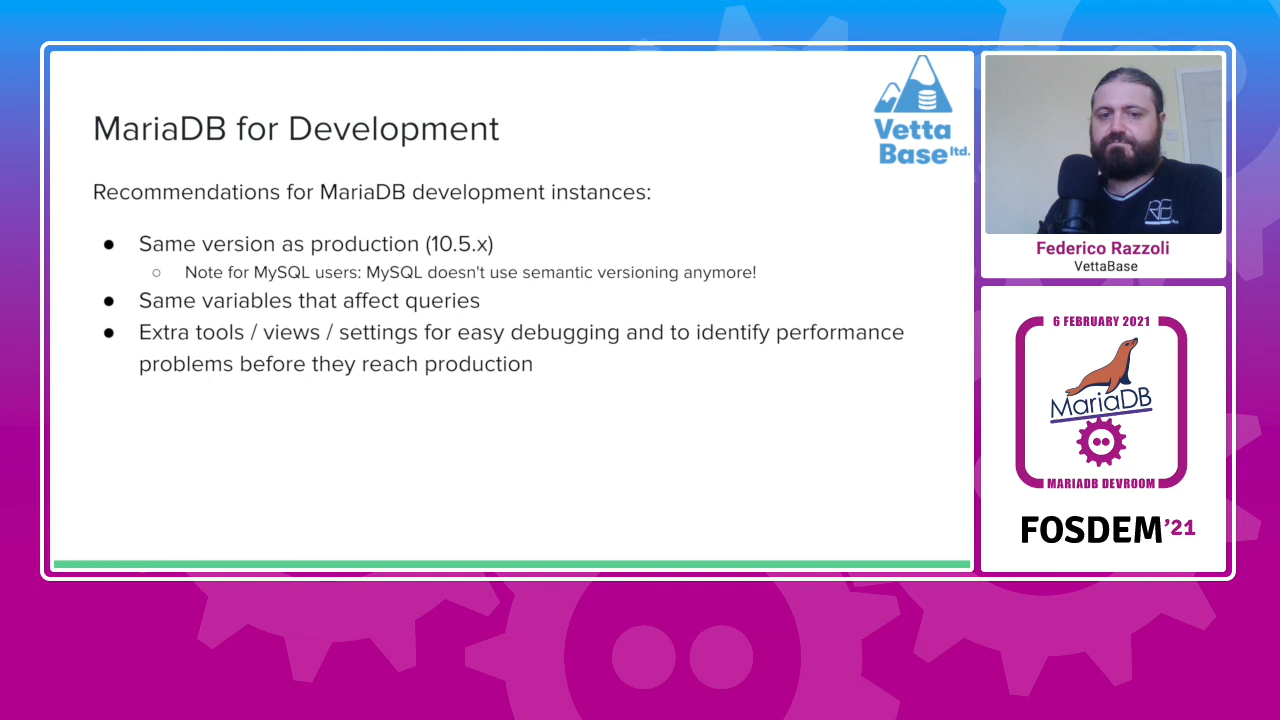 MariaDB for Development
Vetta
Base ltd.
Recommendations for MariaDB development instances:
● Same version as production (10.5.x)
○ Note for MySQL users: MySQL doesn't use semantic versioning anymore!
● Same variables that affect queries
● Extra tools / views / settings for easy debugging and to identify performance
problems before they reach production
Federico Razzoli
VettaBase
6 FEBRUARY 2021
MariaDB
MARIADB DEVROOM
FOSDEM'21